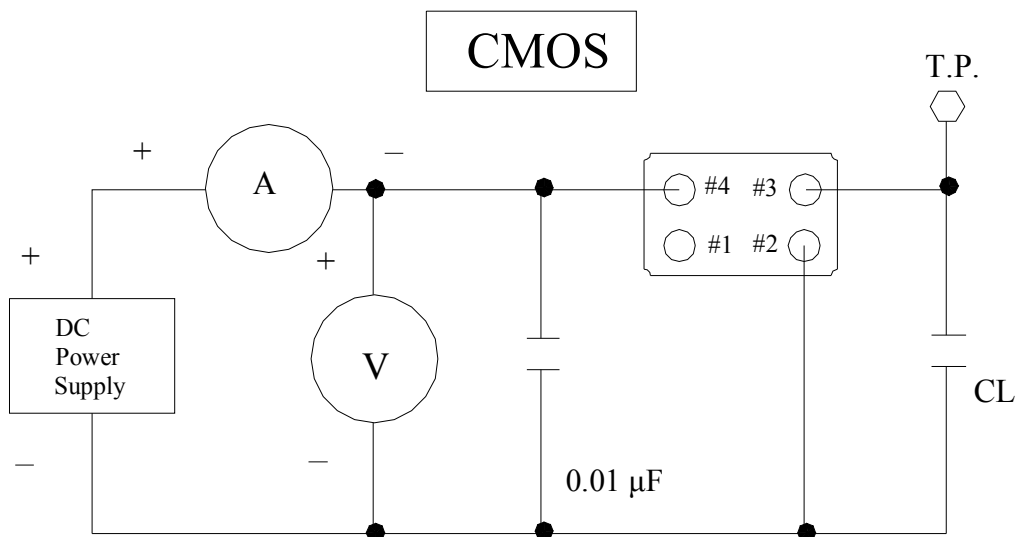 CMOS
T.P.
+
A
–
#4 #3
#1 #2
+
+
DC
Power
Supply
V
CL
–
–
0.01 μF